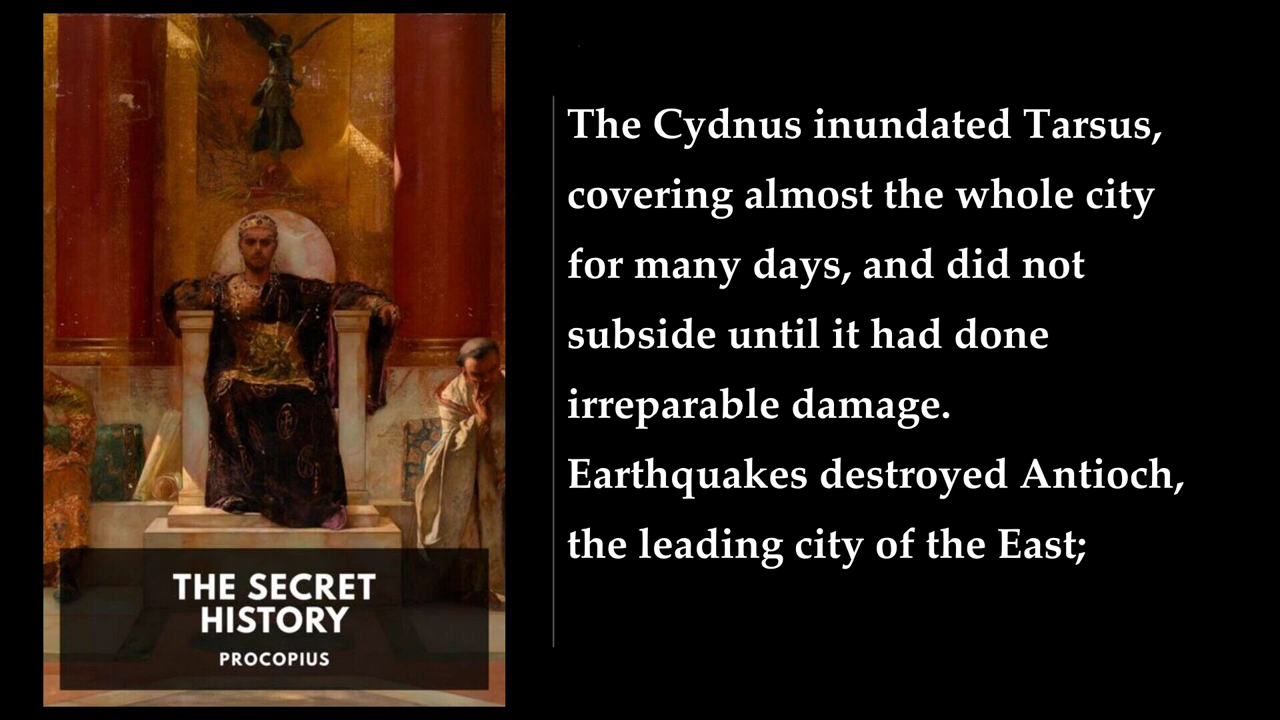 The Cydnus inundated Tarsus,
covering almost the whole city
for many days, and did not
subside until it had done
irreparable damage.
Earthquakes destroyed Antioch,
the leading city of the East;
THE SECRET
HISTORY
PROCOPIUS